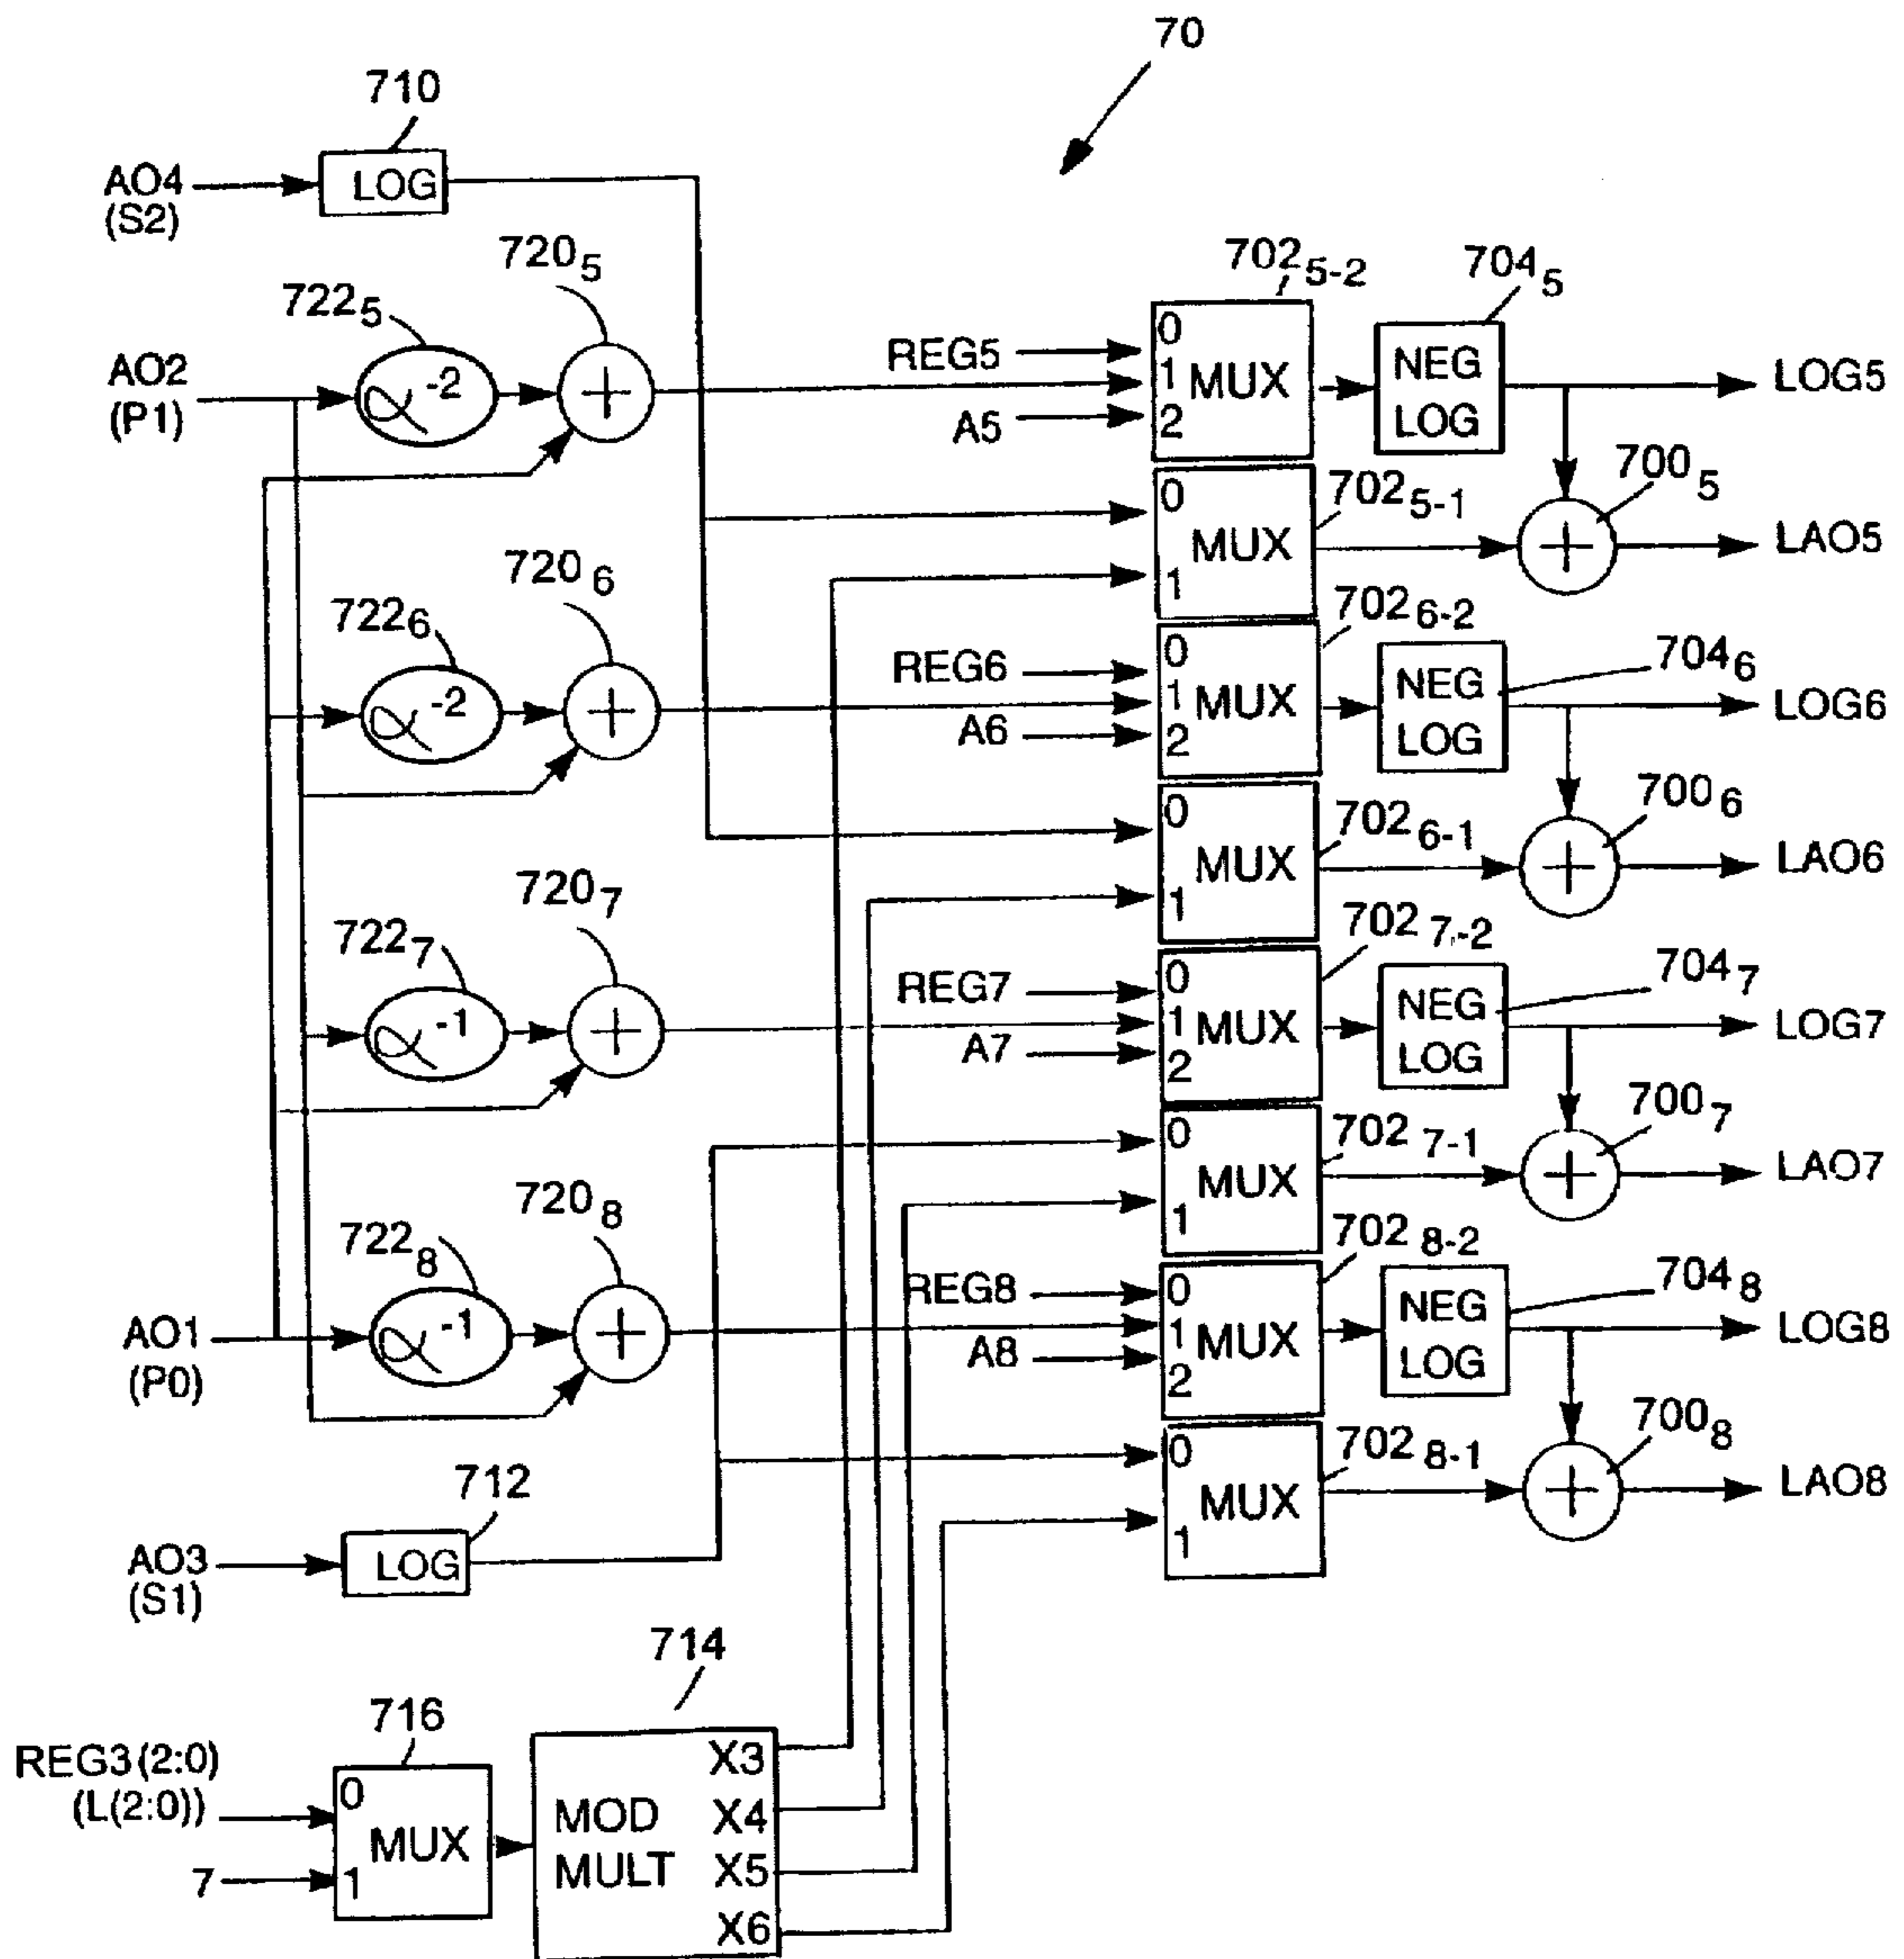 70
710
AO4
(S2)
LOG
720 5
722 5
AO2
(P1)
α -2
+
REG5
A5
702 5-2
0
1
2
MUX
704 5
NEG
LOG
LOG5
0
1
MUX
702 5-1
700 5
+
LAO5
720 6
722 6
α -2
+
REG6
A6
702 6-2
0
1
2
MUX
704 6
NEG
LOG
LOG6
0
1
MUX
702 6-1
700 6
+
LAO6
720 7
722 7
α -1
+
REG7
A7
702 7-2
0
1
2
MUX
704 7
NEG
LOG
LOG7
0
1
MUX
702 7-1
700 7
+
LAO7
720 8
722 8
AO1
(P0)
α -1
+
REG8
A8
702 8-2
0
1
2
MUX
704 8
NEG
LOG
LOG8
0
1
MUX
702 8-1
700 8
+
LAO8
712
AO3
(S1)
LOG
714
716
REG3(2:0)
(L(2:0))
7
0
1
MUX
MOD
MULT
X3
X4
X5
X6